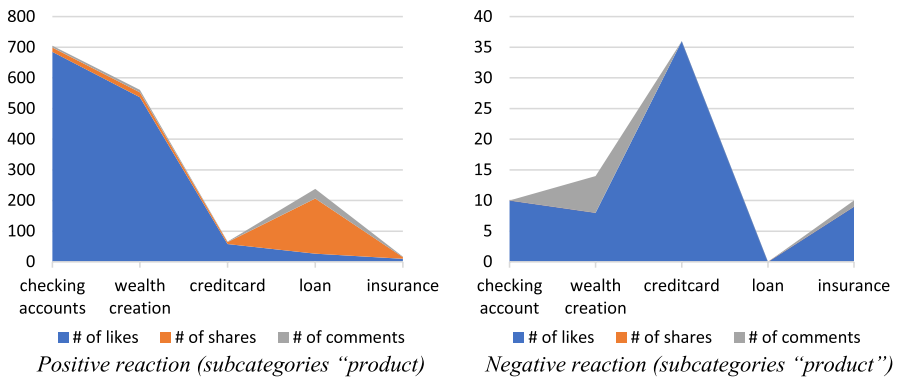 800
700
600
500
400
300
200
100
0
checking accounts
wealth creation
creditcard
loan
insurance
# of likes # of shares # of comments
Positive reaction (subcategories “product)
40
35
30
25
20
15
10
5
0
checking account
wealth creation
creditcard
loan
insurance
# of likes # of shares # of comments
Negative reaction (subcategories “product”)